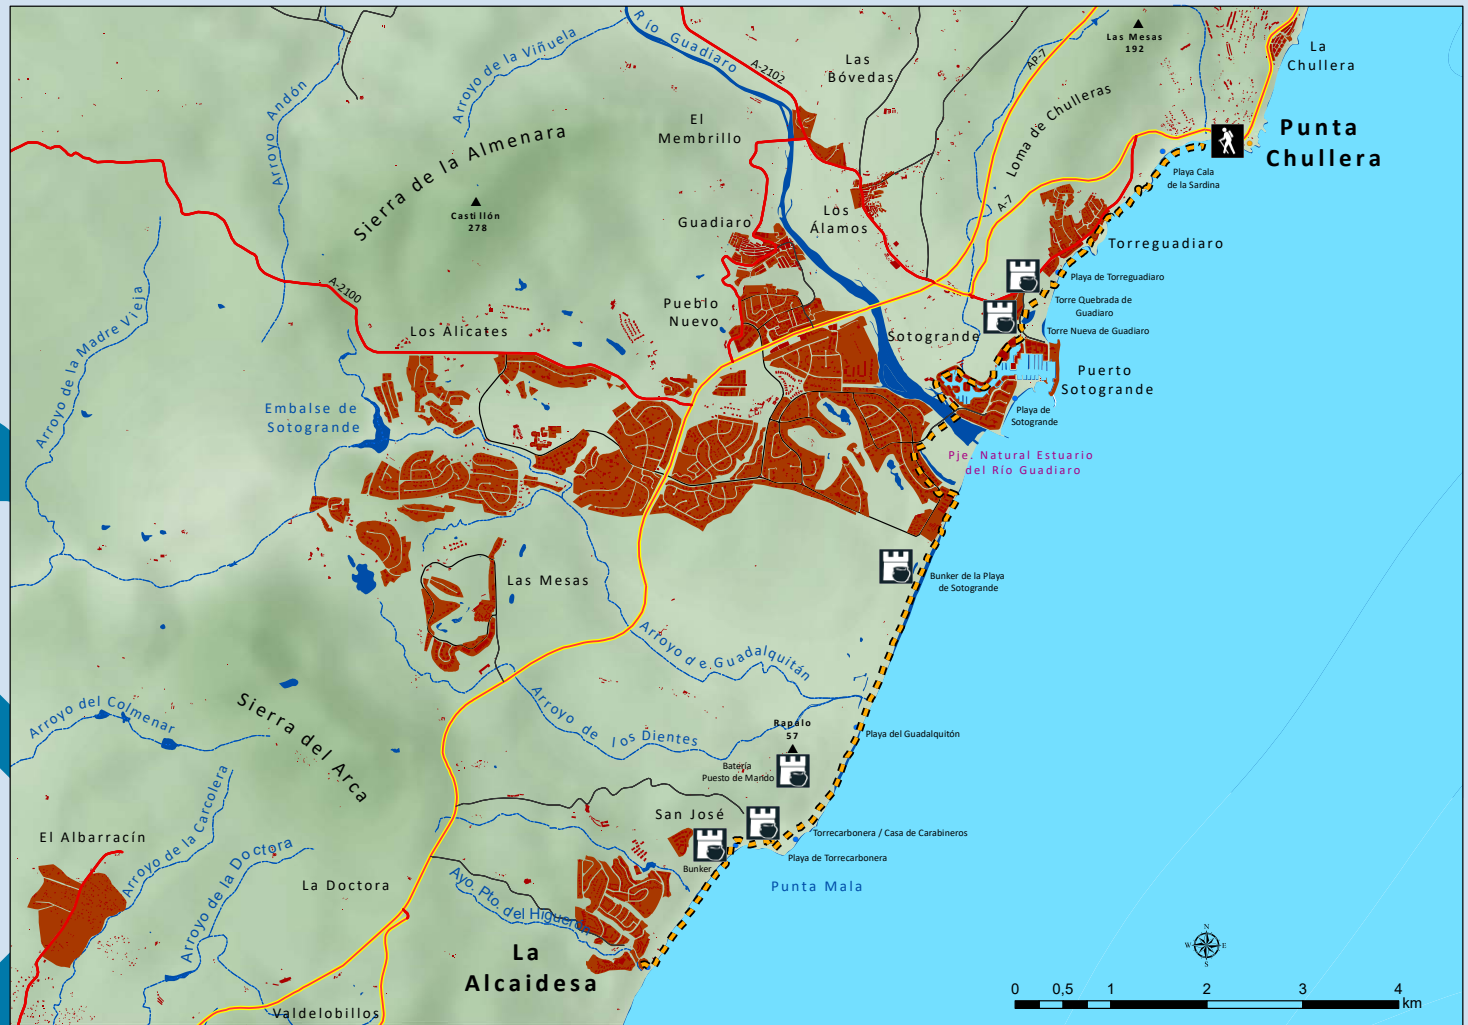 Río Guadiaro
Las Mesas
192
La
Chullera
Arroyo de la Viñuela
A-2102
Las
Bóvedas
AP-7
Arroyo Andón
El
Membrillo
Loma de Chulleras
Punta
Chullera
Sierra de la Almenara
Playa Cala
de la Sardina
Castillón
278
Guadiaro
Los
Álamos
A-7
Torreguadiaro
Playa de Torreguadiaro
A-2100
Arroyo de la Madre Vieja
Pueblo
Nuevo
Torre Quebrada de
Guadiaro
Torre Nueva de Guadiaro
Los Álicates
Sotogrande
Puerto
Sotogrande
Embalse de
Sotogrande
Playa de
Sotogrande
Pje. Natural Estuario
del Río Guadiaro
Las Mesas
Bunker de la Playa
de Sotogrande
Arroyo de Guadalquitán
Arroyo del Colmenar
Sierra del Arca
Arroyo de los Dientes
Rapalo
57
Playa del Guadalquitón
Batería
Puesto de Mando
San José
El Albarracín
Arroyo de la Carcolera
Torrecarbonera / Casa de Carabineros
Playa de Torrecarbonera
Bunker
Arroyo de la Doctora
La Doctora
Ayo. Pto. del Higuerón
Punta Mala
La
Alcaidesa
N
W E
S
Valdelobillos
0 0,5 1 2 3 4
km